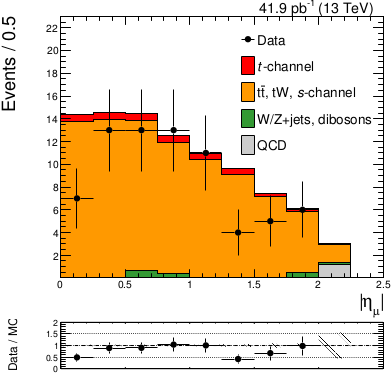 41.9 pb⁻¹ (13 TeV)
Events / 0.5
22
20
18
16
14
12
10
8
6
4
2
Data
t-channel
tt̄, tW, s-channel
W/Z+jets, dibosons
QCD
0
0.5
1
1.5
2
2.5
|ημ|
Data / MC
2
1.5
1
0.5
0